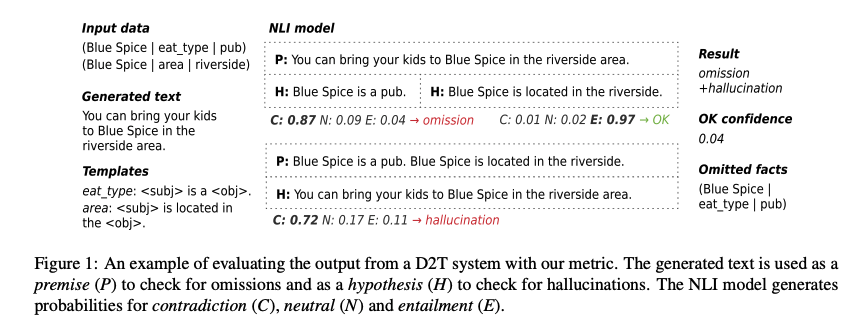 Input data
(Blue Spice | eat_type | pub)
(Blue Spice | area | riverside)
Generated text
You can bring your kids
to Blue Spice in the
riverside area.
Templates
eat_type: <subj> is a <obj>.
area: <subj> is located in
the <obj>.
NLI model
P: You can bring your kids to Blue Spice in the riverside area.
H: Blue Spice is a pub.
H: Blue Spice is located in the riverside.
C: 0.87 N: 0.09 E: 0.04 → omission
C: 0.01 N: 0.02 E: 0.97 → OK
P: Blue Spice is a pub. Blue Spice is located in the riverside.
H: You can bring your kids to Blue Spice in the riverside area.
C: 0.72 N: 0.17 E: 0.11 → hallucination
Result
omission
+hallucination
OK confidence
0.04
Omitted facts
(Blue Spice |
eat_type | pub)
Figure 1: An example of evaluating the output from a D2T system with our metric. The generated text is used as a
premise (P) to check for omissions and as a hypothesis (H) to check for hallucinations. The NLI model generates
probabilities for contradiction (C), neutral (N) and entailment (E).